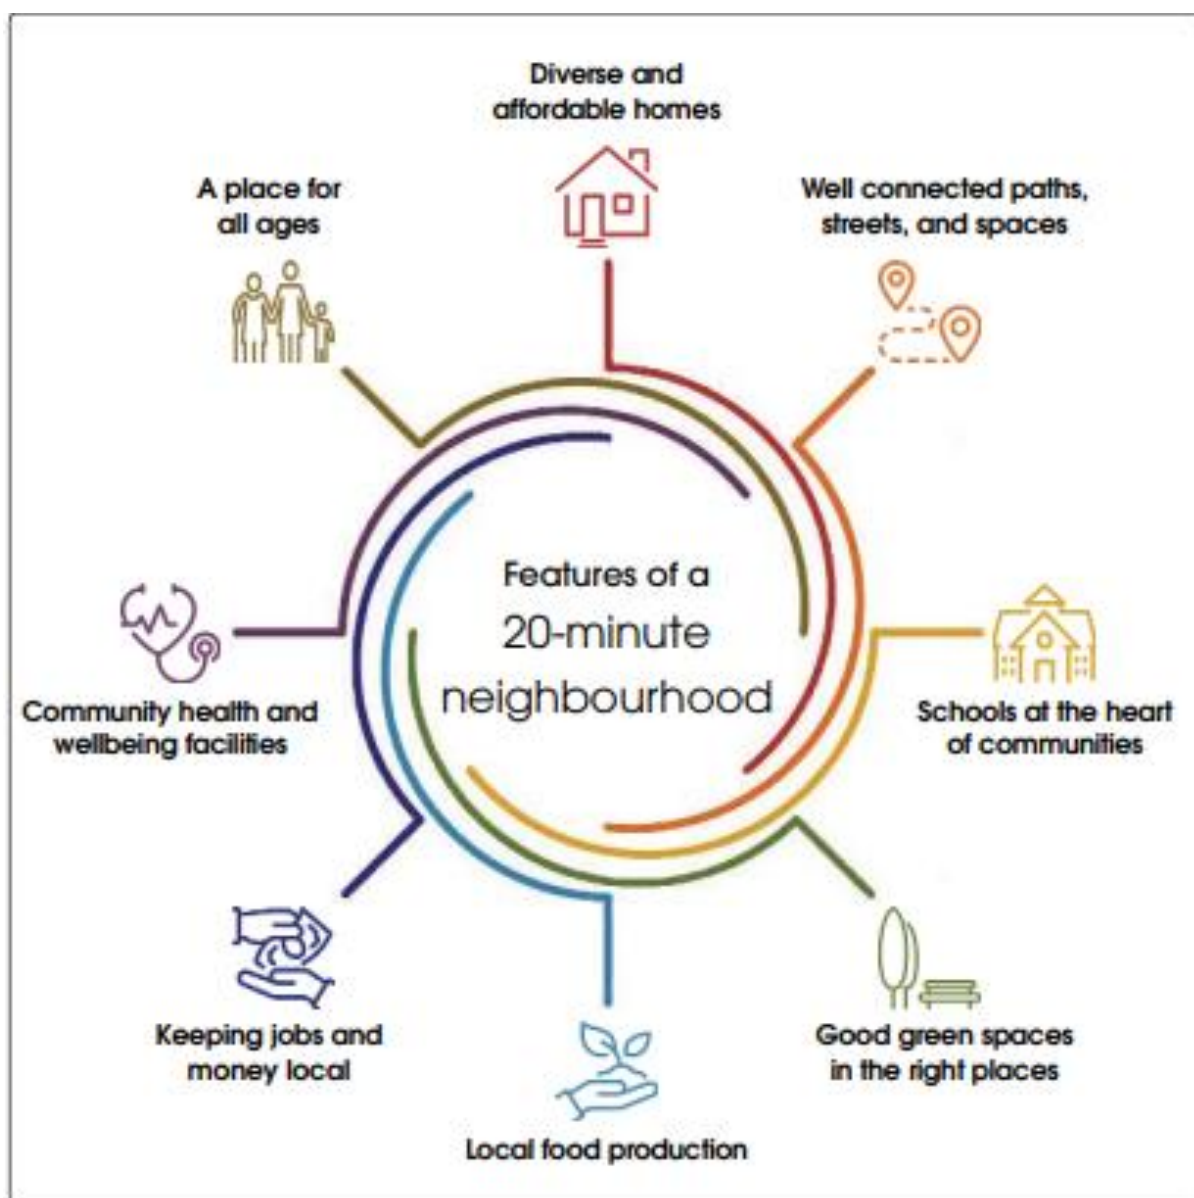 Diverse and
affordable homes
A place for
all ages
Well connected paths,
streets, and spaces
Features of a
20-minute
neighbourhood
Community health and
wellbeing facilities
Schools at the heart
of communities
Keeping jobs and
money local
Good green spaces
in the right places
Local food production